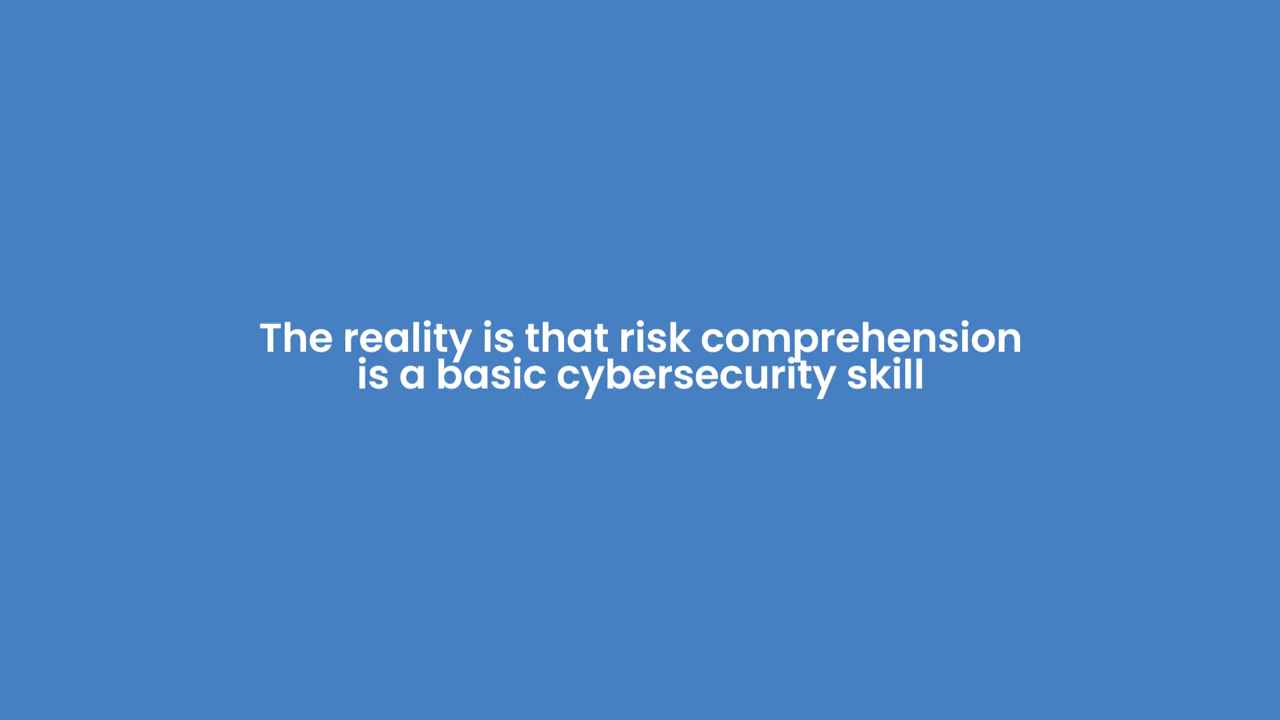 The reality is that risk comprehension
is a basic cybersecurity skill